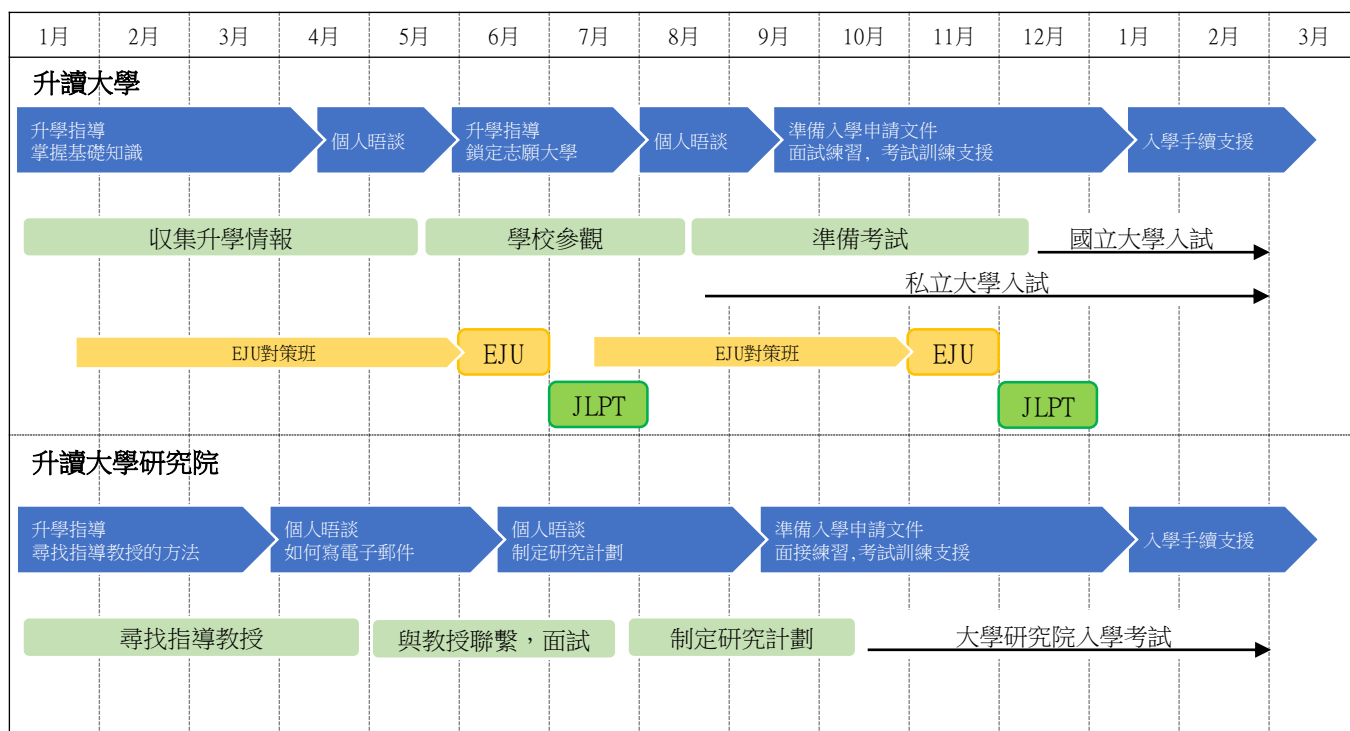 1月 2月 3月 4月 5月 6月 7月 8月 9月 10月 11月 12月 1月 2月 3月
升讀大學
升學指導
掌握基礎知識
個人晤談
升學指導
鎖定志願大學
個人晤談
準備入學申請文件
面試練習, 考試訓練支援
入學手續支援
收集升學情報
學校參觀
準備考試
國立大學入試
私立大學入試
EJU對策班
EJU
EJU對策班
EJU
JLPT
JLPT
升讀大學研究院
升學指導
尋找指導教授的方法
個人晤談
如何寫電子郵件
個人晤談
制定研究計劃
準備入學申請文件
面接練習,考試訓練支援
入學手續支援
尋找指導教授
與教授聯繫，面試
制定研究計劃
大學研究院入學考試